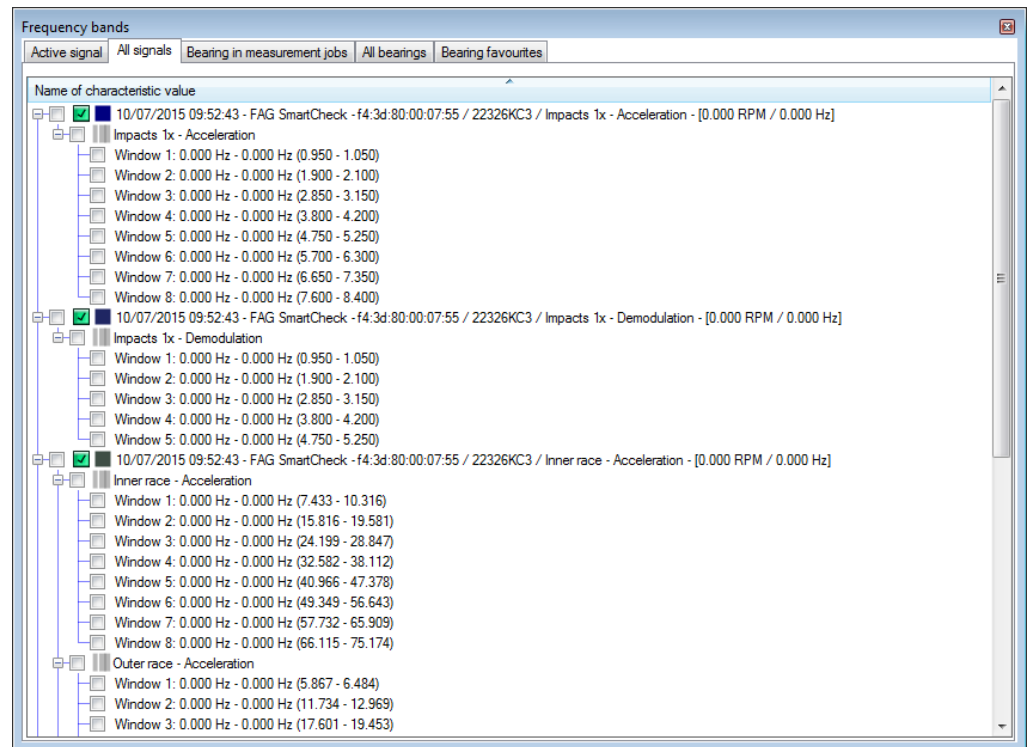 Frequency bands
Active signal All signals Bearing in measurement jobs All bearings Bearing favourites
Name of characteristic value
10/07/2015 09:52:43 - FAG SmartCheck - f4:3d:80:00:07:55 / 22326KC3 / Impacts 1x - Acceleration - [0.000 RPM / 0.000 Hz]
Impacts 1x - Acceleration
Window 1: 0.000 Hz - 0.000 Hz (0.950 - 1.050)
Window 2: 0.000 Hz - 0.000 Hz (1.900 - 2.100)
Window 3: 0.000 Hz - 0.000 Hz (2.850 - 3.150)
Window 4: 0.000 Hz - 0.000 Hz (3.800 - 4.200)
Window 5: 0.000 Hz - 0.000 Hz (4.750 - 5.250)
Window 6: 0.000 Hz - 0.000 Hz (5.700 - 6.300)
Window 7: 0.000 Hz - 0.000 Hz (6.650 - 7.350)
Window 8: 0.000 Hz - 0.000 Hz (7.600 - 8.400)
10/07/2015 09:52:43 - FAG SmartCheck - f4:3d:80:00:07:55 / 22326KC3 / Impacts 1x - Demodulation - [0.000 RPM / 0.000 Hz]
Impacts 1x - Demodulation
Window 1: 0.000 Hz - 0.000 Hz (0.950 - 1.050)
Window 2: 0.000 Hz - 0.000 Hz (1.900 - 2.100)
Window 3: 0.000 Hz - 0.000 Hz (2.850 - 3.150)
Window 4: 0.000 Hz - 0.000 Hz (3.800 - 4.200)
Window 5: 0.000 Hz - 0.000 Hz (4.750 - 5.250)
10/07/2015 09:52:43 - FAG SmartCheck - f4:3d:80:00:07:55 / 22326KC3 / Inner race - Acceleration - [0.000 RPM / 0.000 Hz]
Inner race - Acceleration
Window 1: 0.000 Hz - 0.000 Hz (7.433 - 10.316)
Window 2: 0.000 Hz - 0.000 Hz (15.816 - 19.581)
Window 3: 0.000 Hz - 0.000 Hz (24.199 - 28.847)
Window 4: 0.000 Hz - 0.000 Hz (32.582 - 38.112)
Window 5: 0.000 Hz - 0.000 Hz (40.966 - 47.378)
Window 6: 0.000 Hz - 0.000 Hz (49.349 - 56.643)
Window 7: 0.000 Hz - 0.000 Hz (57.732 - 65.909)
Window 8: 0.000 Hz - 0.000 Hz (66.115 - 75.174)
Outer race - Acceleration
Window 1: 0.000 Hz - 0.000 Hz (5.867 - 6.484)
Window 2: 0.000 Hz - 0.000 Hz (11.734 - 12.969)
Window 3: 0.000 Hz - 0.000 Hz (17.601 - 19.453)